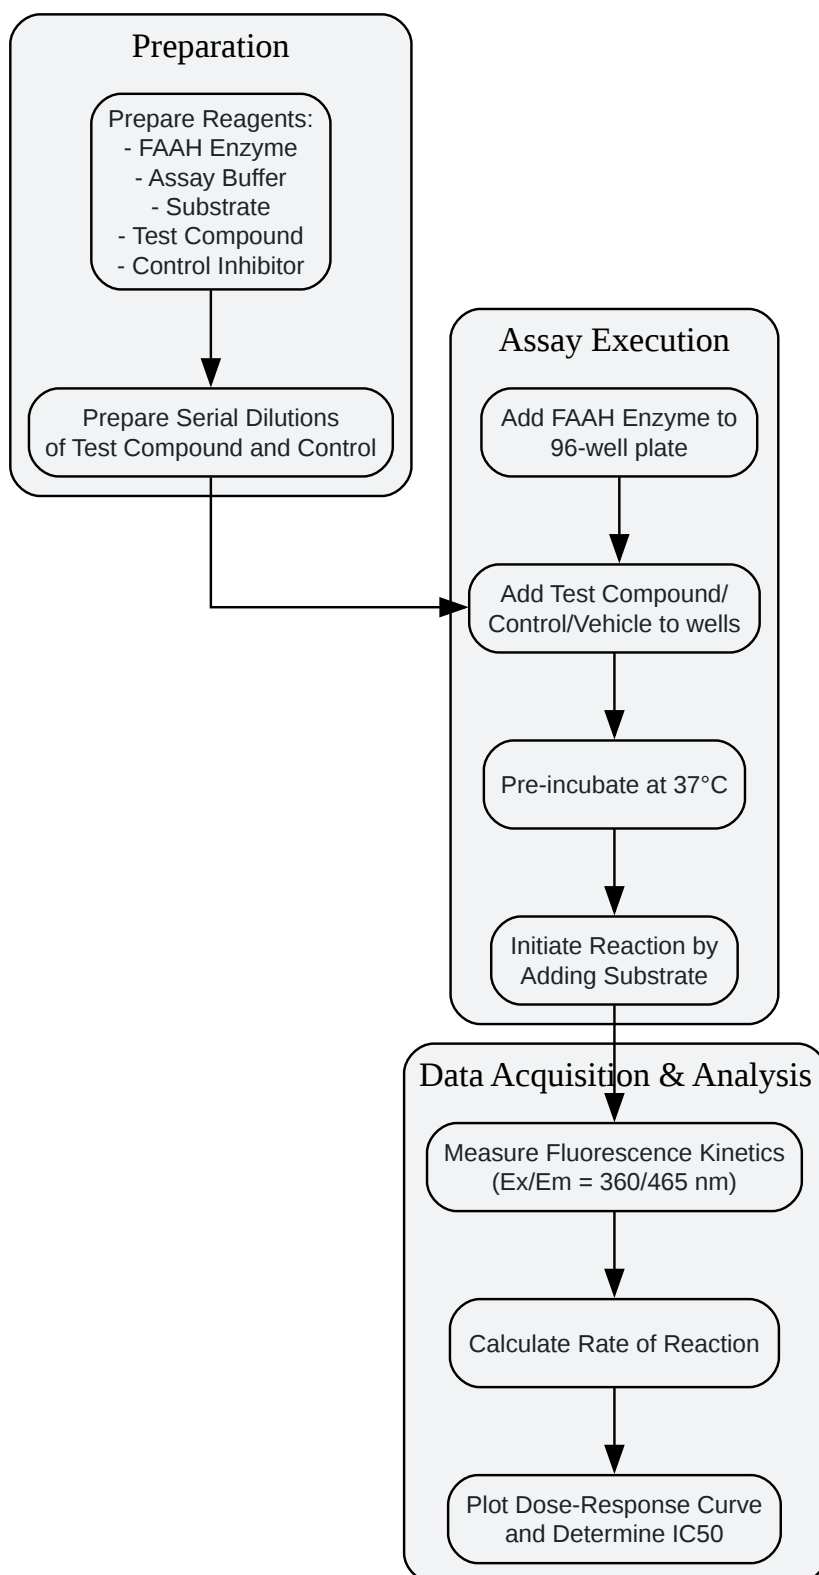 Preparation
Prepare Reagents:
- FAAH Enzyme
- Assay Buffer
- Substrate
- Test Compound
- Control Inhibitor
Prepare Serial Dilutions
of Test Compound and Control
Assay Execution
Add FAAH Enzyme to
96-well plate
Add Test Compound/
Control/Vehicle to wells
Pre-incubate at 37°C
Initiate Reaction by
Adding Substrate
Data Acquisition & Analysis
Measure Fluorescence Kinetics
(Ex/Em = 360/465 nm)
Calculate Rate of Reaction
Plot Dose-Response Curve
and Determine IC50